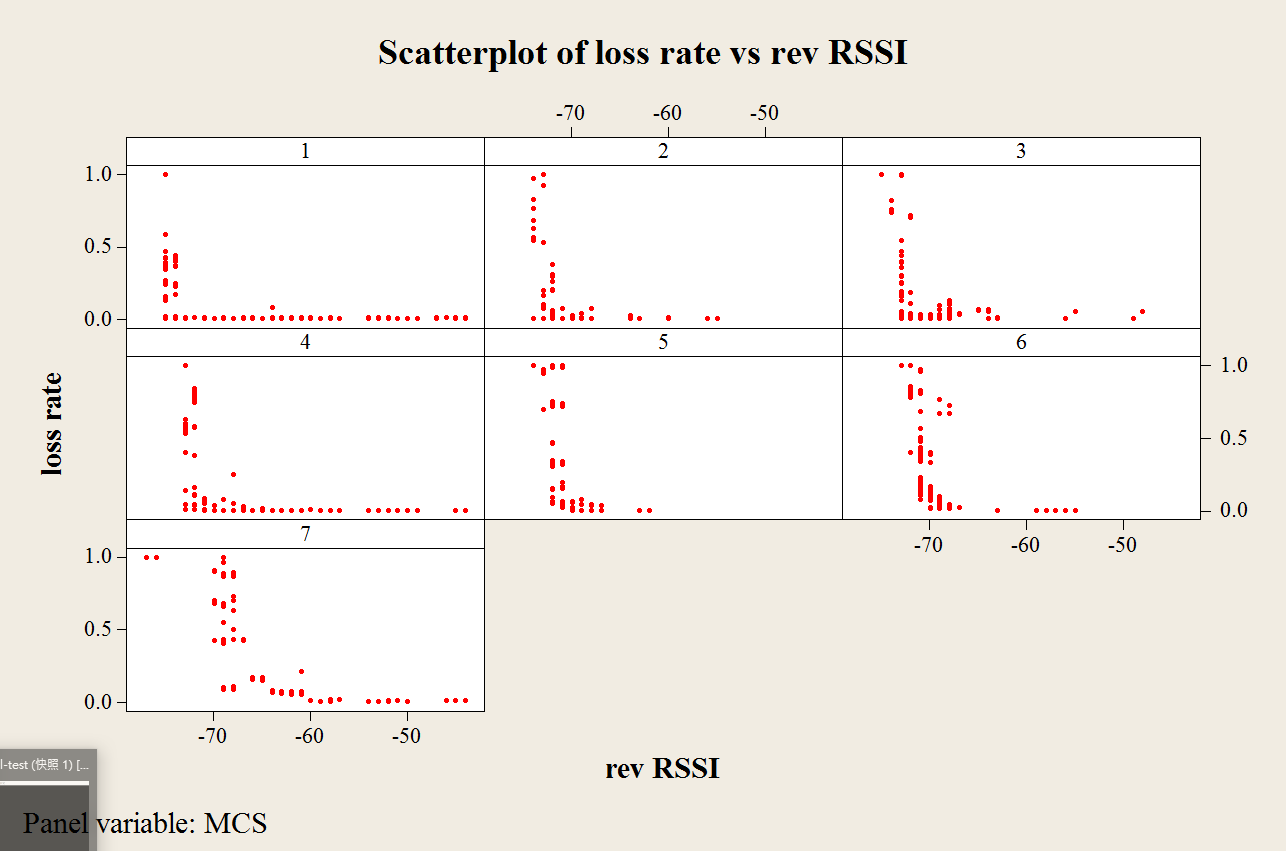 Scatterplot of loss rate vs rev RSSI
-70 -60 -50
1 2 3
1.0
0.5
0.0
4 5 6
loss rate
1.0
0.5
0.0
-70 -60 -50
7
1.0
0.5
0.0
-70 -60 -50
rev RSSI
l-test (快照 1) [...
Panel variable: MCS